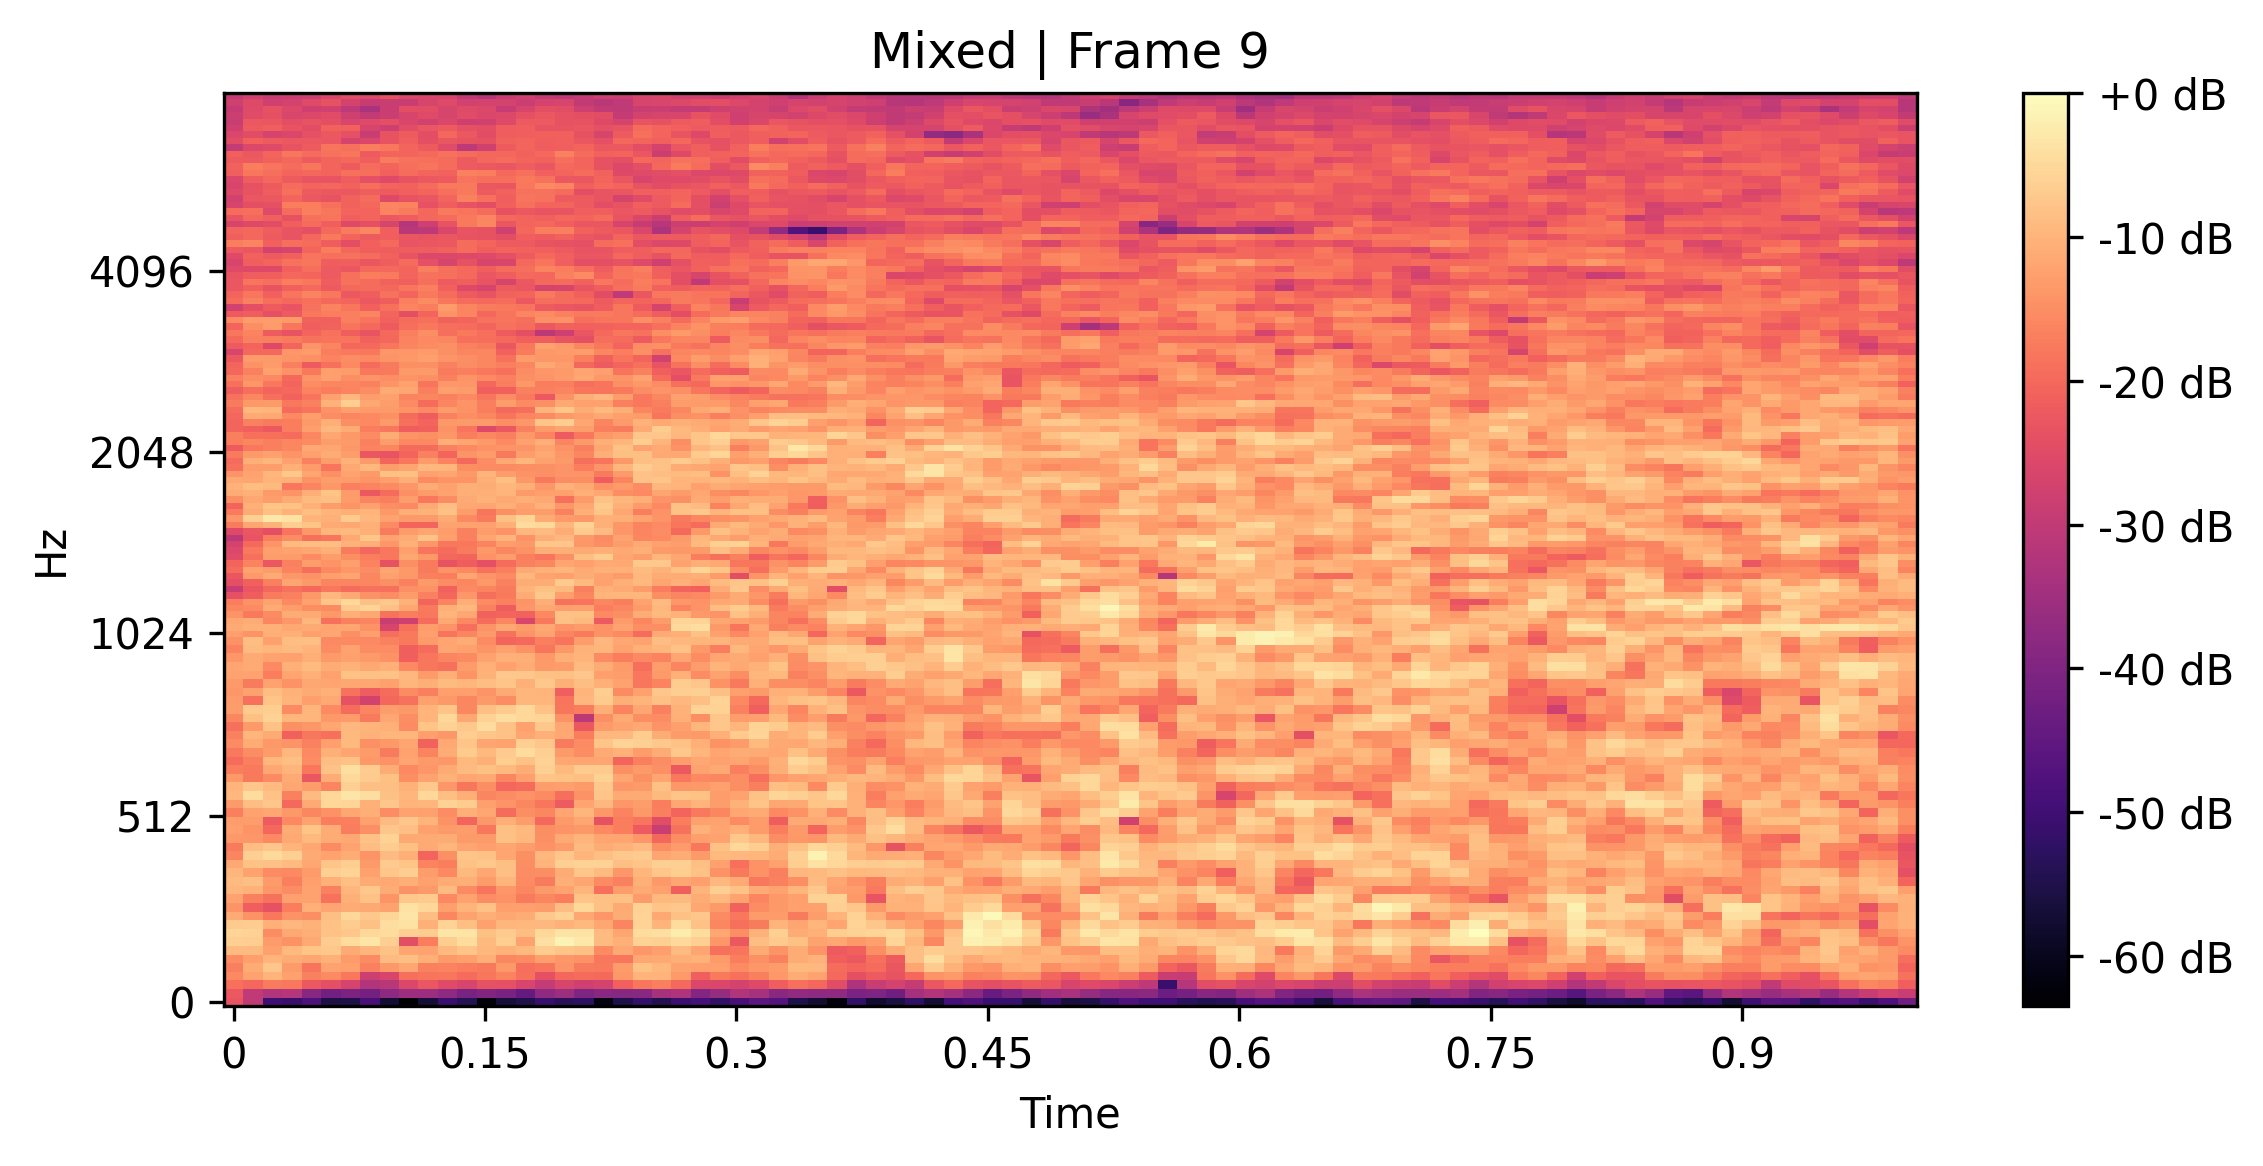 Mixed | Frame 9
+0 dB
-10 dB
-20 dB
-30 dB
-40 dB
-50 dB
-60 dB
4096
2048
1024
512
0
Hz
0 0.15 0.3 0.45 0.6 0.75 0.9
Time